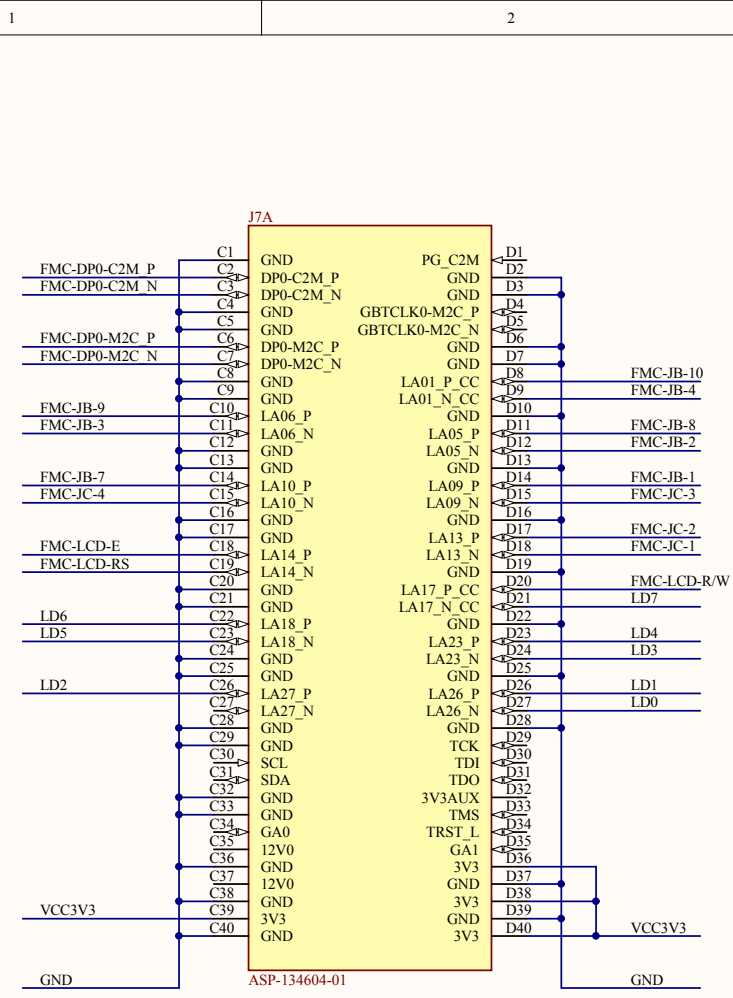 1 2
J7A
C1 GND PG_C2M D1
FMC-DP0-C2M_P C2 DP0-C2M_P GND D2
FMC-DP0-C2M_N C3 DP0-C2M_N GND D3
C4 GND GBTCLK0-M2C_P D4
C5 GND GBTCLK0-M2C_N D5
FMC-DP0-M2C_P C6 DP0-M2C_P GND D6
FMC-DP0-M2C_N C7 DP0-M2C_N GND D7
C8 GND LA01_P_CC D8 FMC-JB-10
C9 GND LA01_N_CC D9 FMC-JB-4
FMC-JB-9 C10 LA06_P GND D10
FMC-JB-3 C11 LA06_N LA05_P D11 FMC-JB-8
C12 GND LA05_N D12 FMC-JB-2
C13 GND GND D13
FMC-JB-7 C14 LA10_P LA09_P D14 FMC-JB-1
FMC-JC-4 C15 LA10_N LA09_N D15 FMC-JC-3
C16 GND GND D16
C17 GND LA13_P D17 FMC-JC-2
FMC-LCD-E C18 LA14_P LA13_N D18 FMC-JC-1
FMC-LCD-RS C19 LA14_N GND D19
C20 GND LA17_P_CC D20 FMC-LCD-R/W
C21 GND LA17_N_CC D21 LD7
LD6 C22 LA18_P GND D22
LD5 C23 LA18_N LA23_P D23 LD4
C24 GND LA23_N D24 LD3
C25 GND GND D25
LD2 C26 LA27_P LA26_P D26 LD1
C27 LA27_N LA26_N D27 LD0
C28 GND GND D28
C29 GND TCK D29
C30 SCL TDI D30
C31 SDA TDO D31
C32 GND 3V3AUX D32
C33 GND TMS D33
C34 GA0 TRST_L D34
C35 12V0 GA1 D35
C36 GND 3V3 D36
C37 12V0 GND D37
C38 GND 3V3 D38
VCC3V3 C39 3V3 GND D39
C40 GND 3V3 D40 VCC3V3
GND ASP-134604-01 GND